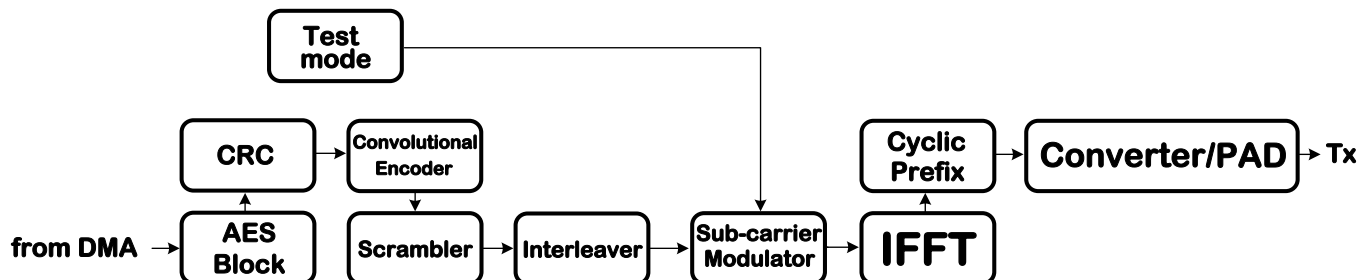 Test
mode
CRC
Convolutional
Encoder
Cyclic
Prefix
Converter/PAD
Tx
from DMA
AES
Block
Scrambler
Interleaver
Sub-carrier
Modulator
IFFT